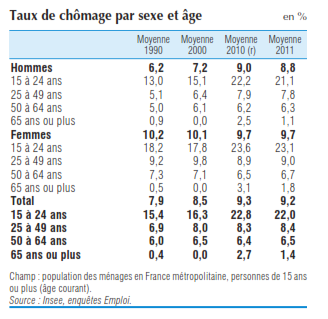 Taux de chômage par sexe et âge en %
Moyenne Moyenne Moyenne Moyenne
1990 2000 2010 (r) 2011
Hommes 6,2 7,2 9,0 8,8
15 à 24 ans 13,0 15,1 22,2 21,1
25 à 49 ans 5,1 6,4 7,9 7,8
50 à 64 ans 5,0 6,1 6,2 6,3
65 ans ou plus 0,9 0,0 2,5 1,1
Femmes 10,2 10,1 9,7 9,7
15 à 24 ans 18,2 17,8 23,6 23,1
25 à 49 ans 9,2 9,8 8,9 9,0
50 à 64 ans 7,3 7,1 6,5 6,7
65 ans ou plus 0,5 0,0 3,1 1,8
Total 7,9 8,5 9,3 9,2
15 à 24 ans 15,4 16,3 22,8 22,0
25 à 49 ans 6,9 8,0 8,3 8,4
50 à 64 ans 6,0 6,5 6,4 6,5
65 ans ou plus 0,4 0,0 2,7 1,4
Champ : population des ménages en France métropolitaine, personnes de 15 ans
ou plus (âge courant).
Source : Insee, enquêtes Emploi.